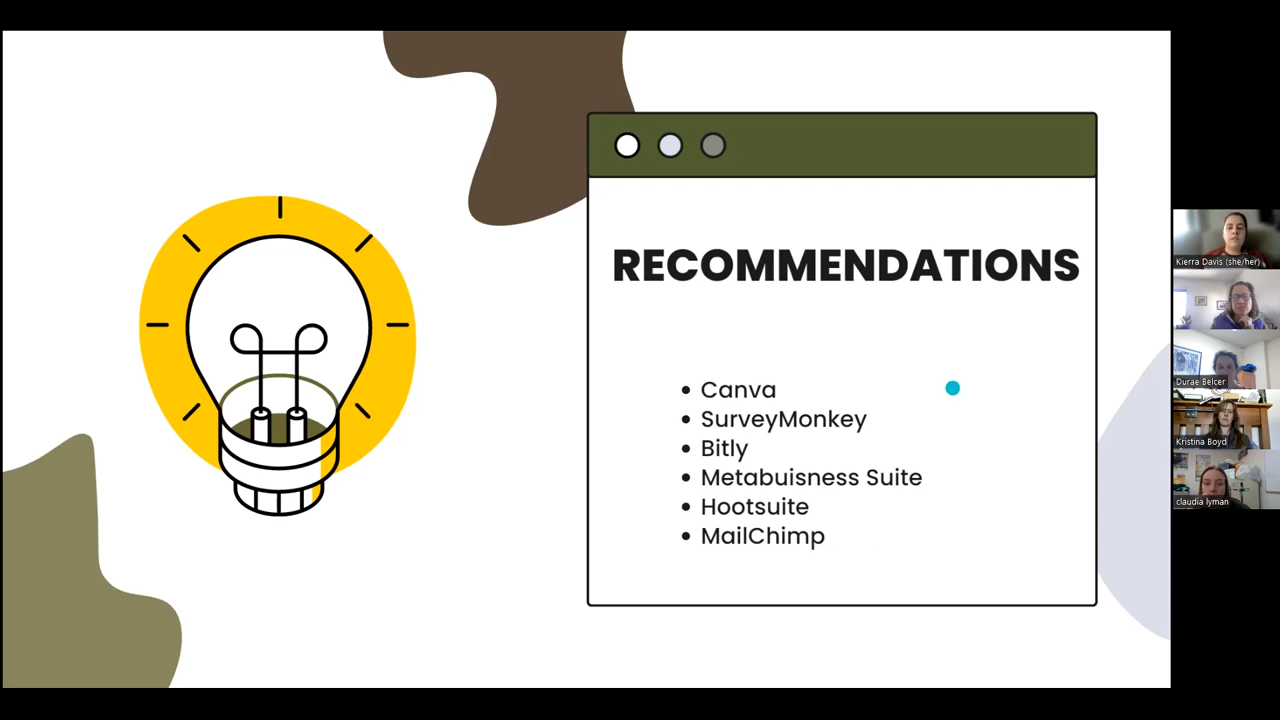 RECOMMENDATIONS
Canva
SurveyMonkey
Bitly
Metabuisness Suite
Hootsuite
MailChimp
Kierra Davis (she/her)
Durae Belcer
Kristina Boyd
claudia lyman